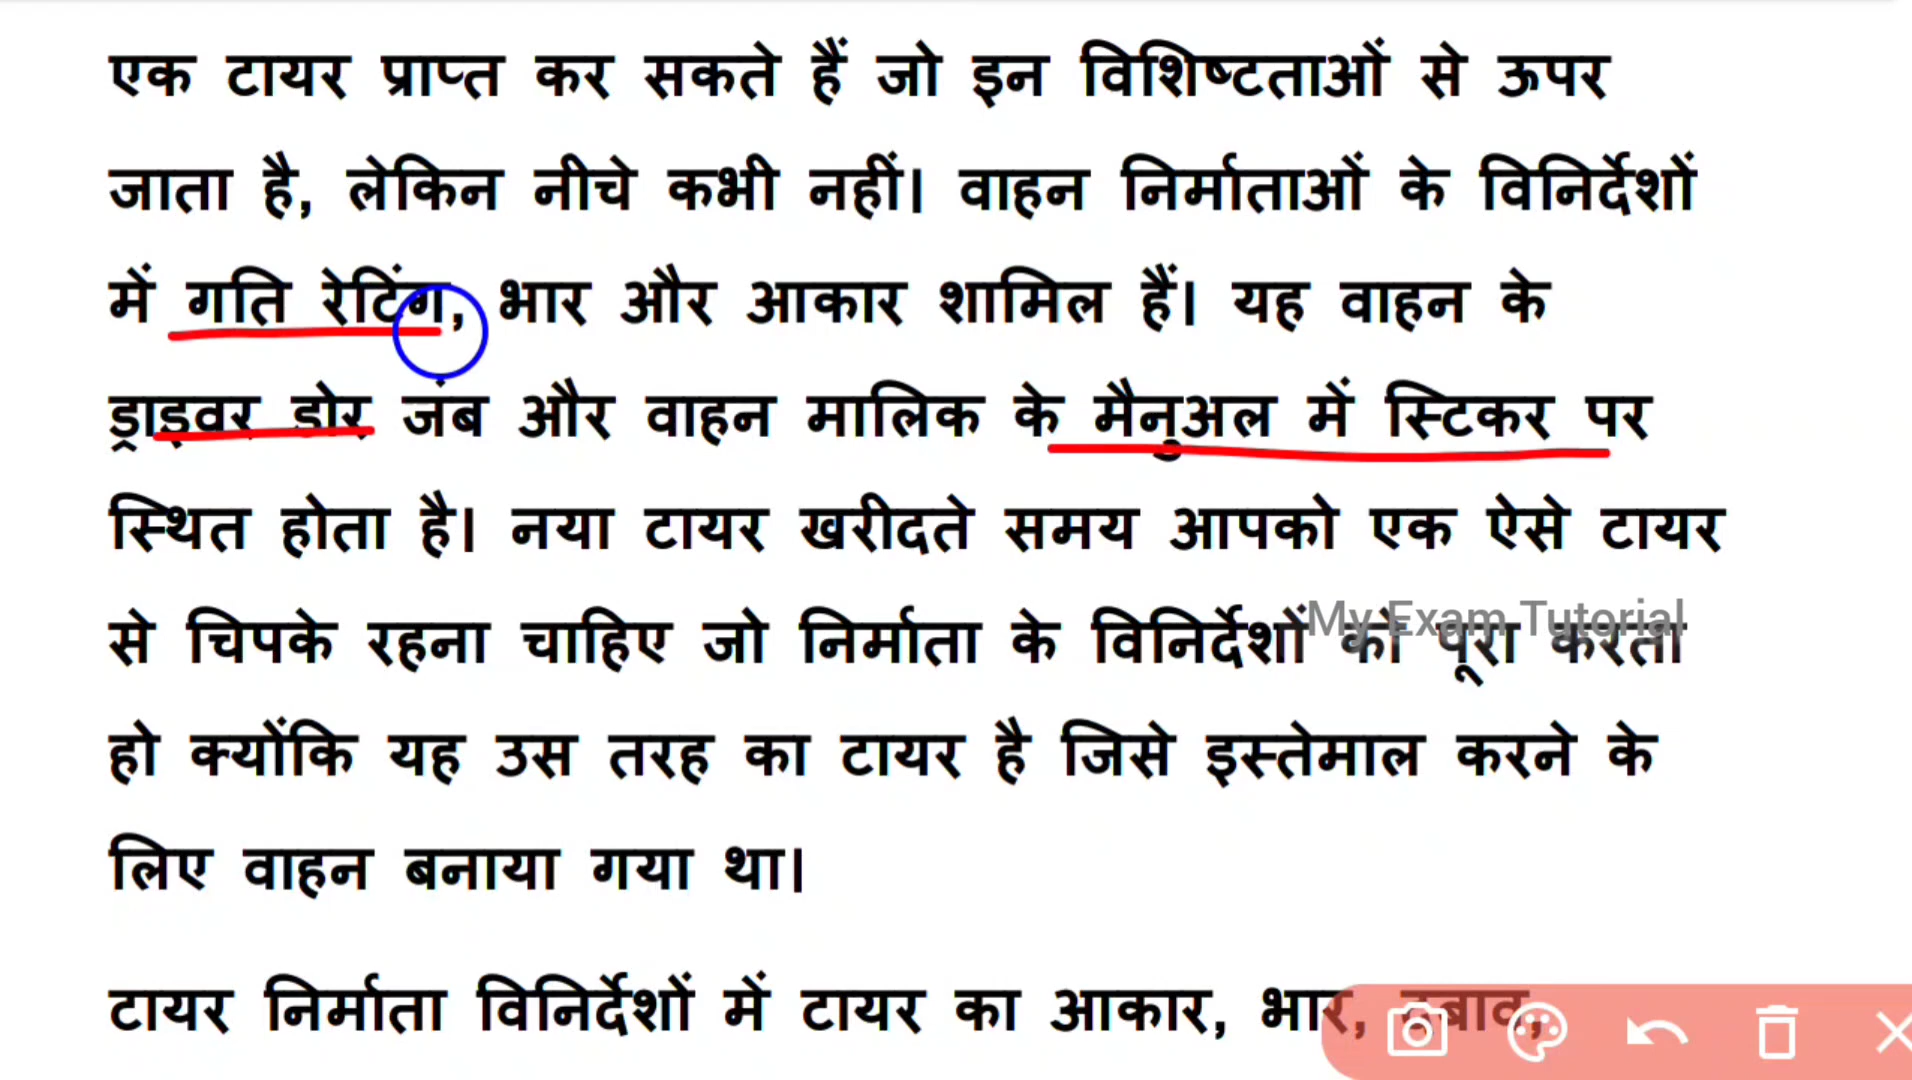 एक टायर प्राप्त कर सकते हैं जो इन विशिष्टताओं से ऊपर
जाता है, लेकिन नीचे कभी नहीं। वाहन निर्माताओं के विनिर्देशों
में गति रेटिंग, भार और आकार शामिल हैं। यह वाहन के
ड्राइवर डोर जंब और वाहन मालिक के मैनुअल में स्टिकर पर
स्थित होता है। नया टायर खरीदते समय आपको एक ऐसे टायर
से चिपके रहना चाहिए जो निर्माता के विनिर्देशों को पूरा करता
My Exam Tutorial
हो क्योंकि यह उस तरह का टायर है जिसे इस्तेमाल करने के
लिए वाहन बनाया गया था।
टायर निर्माता विनिर्देशों में टायर का आकार, भार, दबाव,